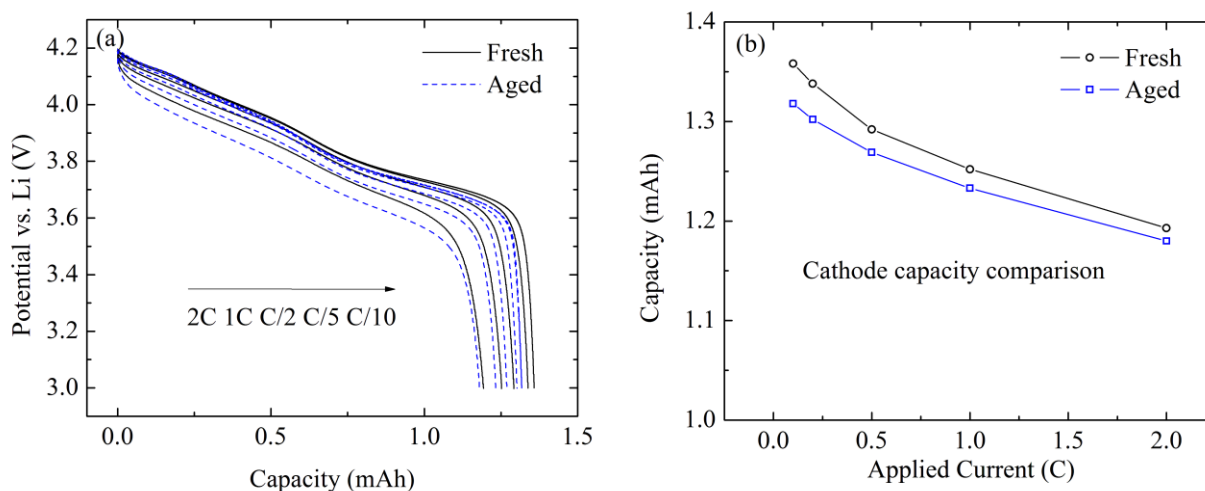 (a)
Fresh
Aged
4.2
4.0
3.8
3.6
3.4
3.2
3.0
Potential vs. Li (V)
2C 1C C/2 C/5 C/10
0.0 0.5 1.0 1.5
Capacity (mAh)
(b)
Fresh
Aged
1.4
1.3
1.2
1.1
1.0
Capacity (mAh)
Cathode capacity comparison
0.0 0.5 1.0 1.5 2.0
Applied Current (C)